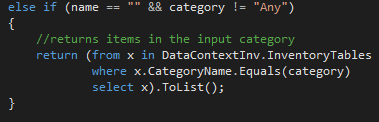 else if (name == "" && category != "Any")
{
//returns items in the input category
return (from x in DataContextInv.InventoryTables
where x.CategoryName.Equals(category)
select x).ToList();
}